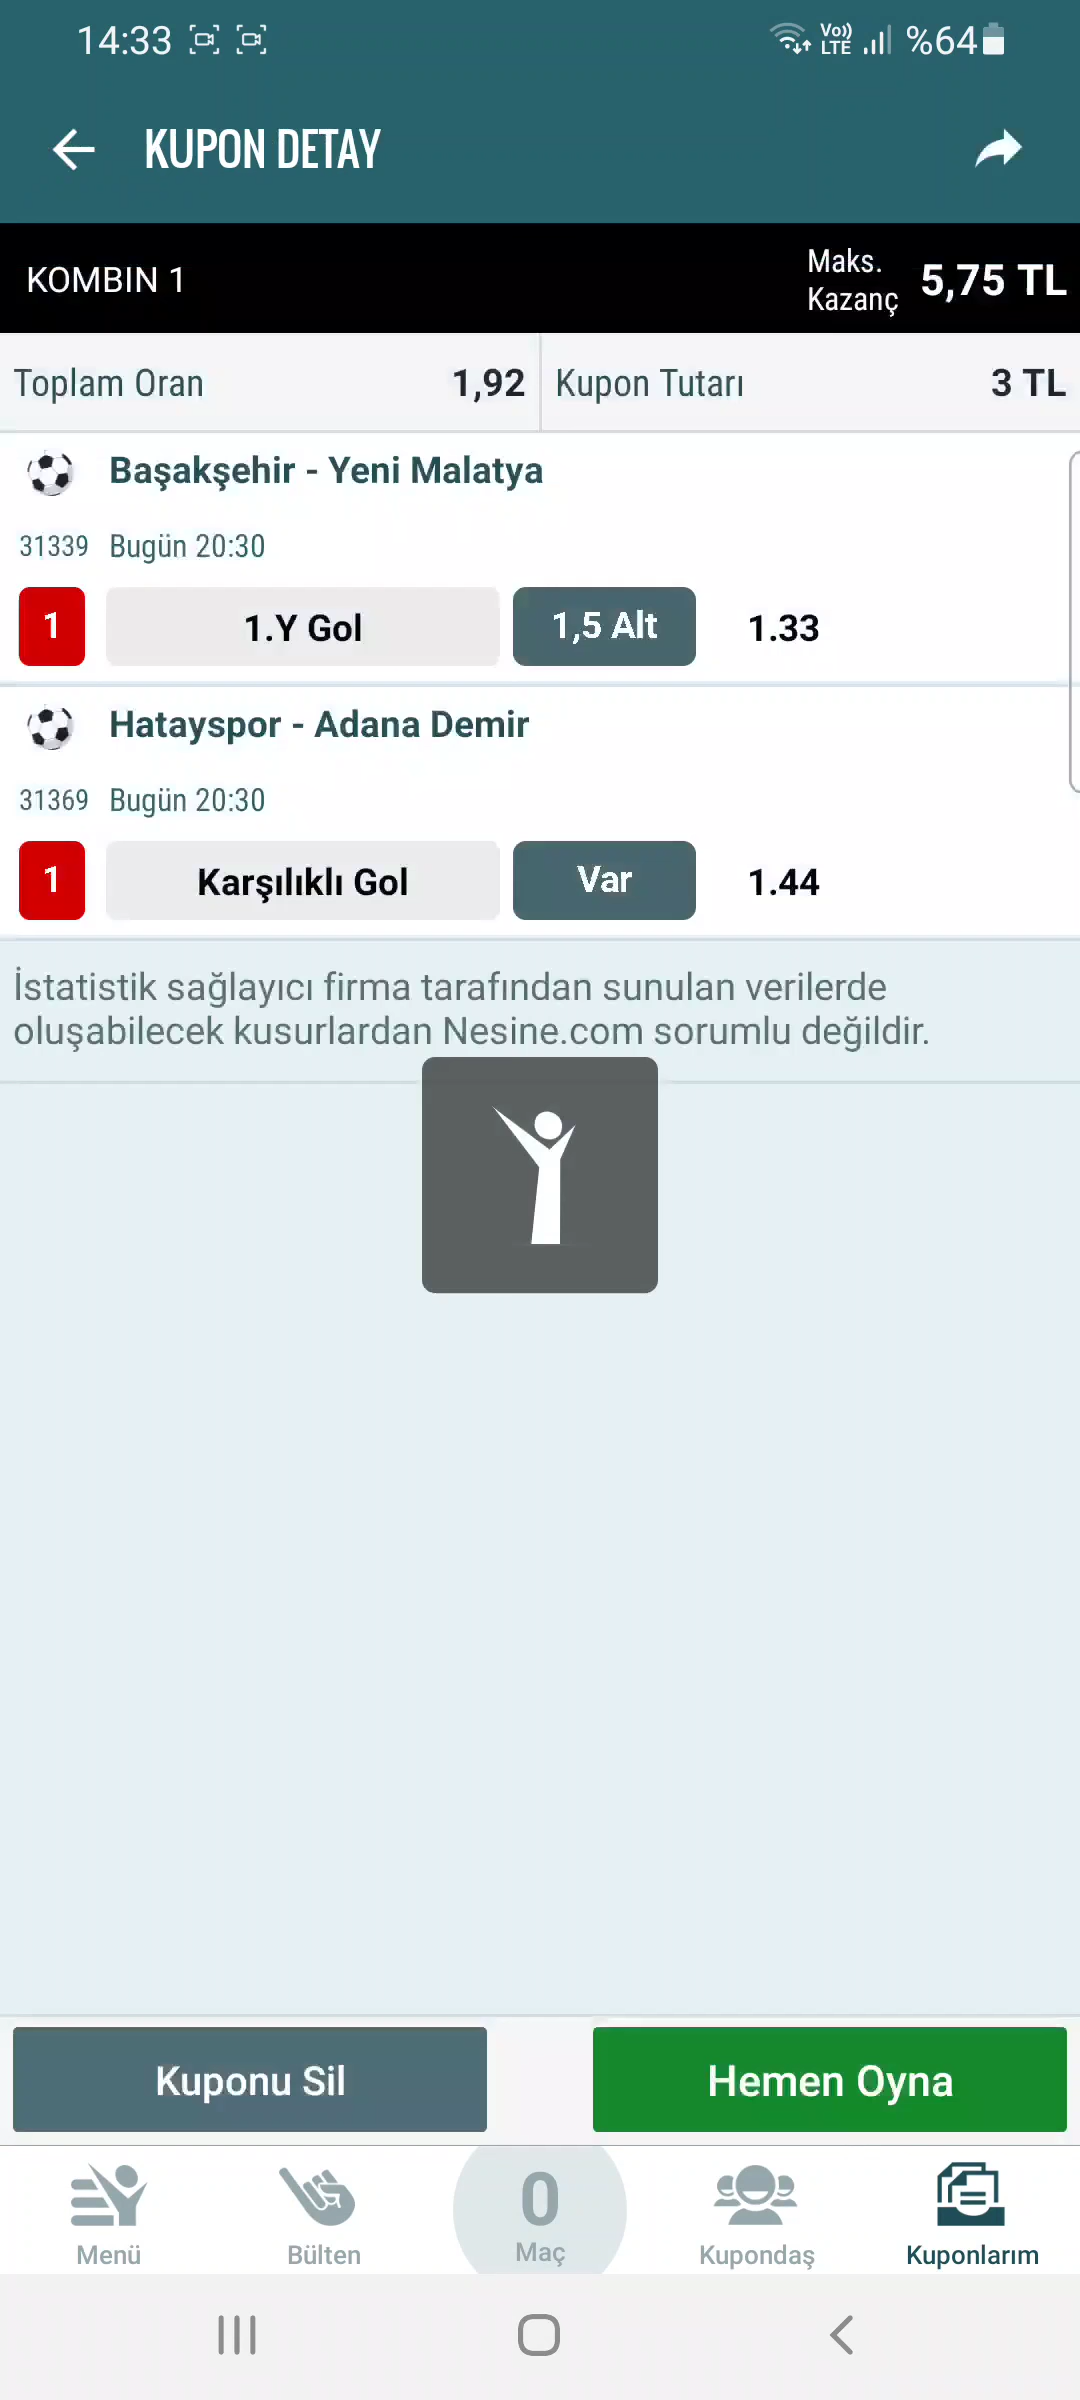 14:33
Vo)) LTE
%64
KUPON DETAY
KOMBIN 1
Maks. Kazanç
5,75 TL
Toplam Oran
1,92
Kupon Tutarı
3 TL
Başakşehir - Yeni Malatya
31339 Bugün 20:30
1 1.Y Gol 1,5 Alt 1.33
Hatayspor - Adana Demir
31369 Bugün 20:30
1 Karşılıklı Gol Var 1.44
İstatistik sağlayıcı firma tarafından sunulan verilerde
oluşabilecek kusurlardan Nesine.com sorumlu değildir.
Kuponu Sil
Hemen Oyna
Menü
Bülten
0
Maç
Kupondaş
Kuponlarım